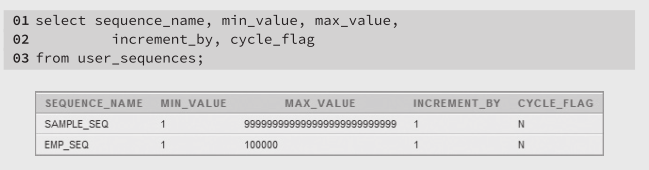 01 select sequence_name, min_value, max_value,
02 increment_by, cycle_flag
03 from user_sequences;
SEQUENCE_NAME MIN_VALUE MAX_VALUE INCREMENT_BY CYCLE_FLAG
SAMPLE_SEQ 1 9999999999999999999999999999 1 N
EMP_SEQ 1 100000 1 N